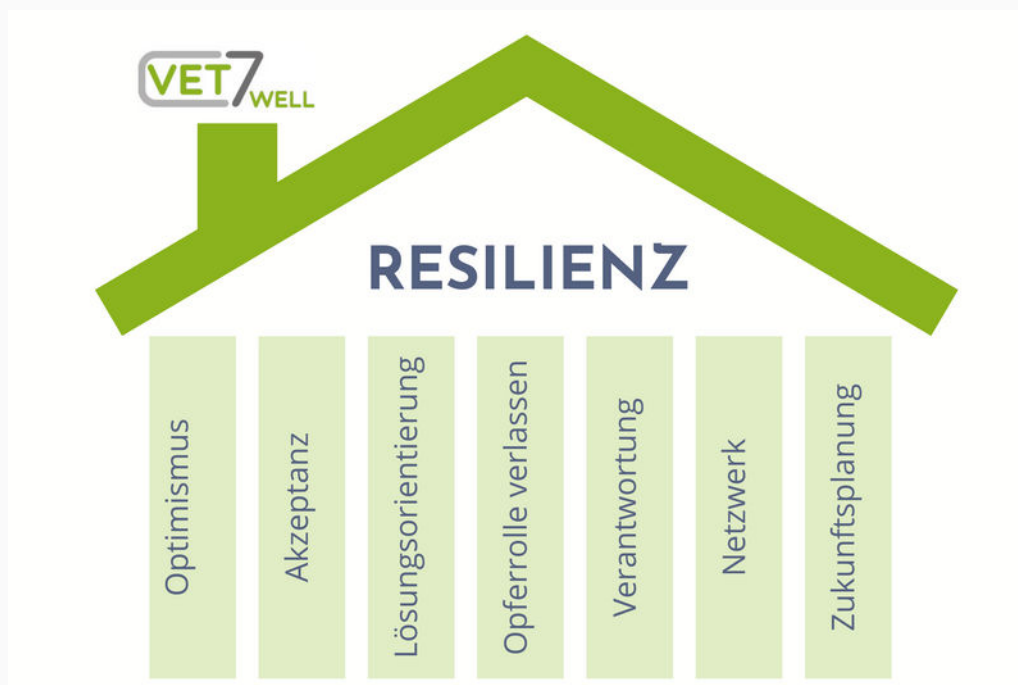 VET7WELL
RESILIENZ
Optimismus
Akzeptanz
Lösungsorientierung
Opferrolle verlassen
Verantwortung
Netzwerk
Zukunftsplanung